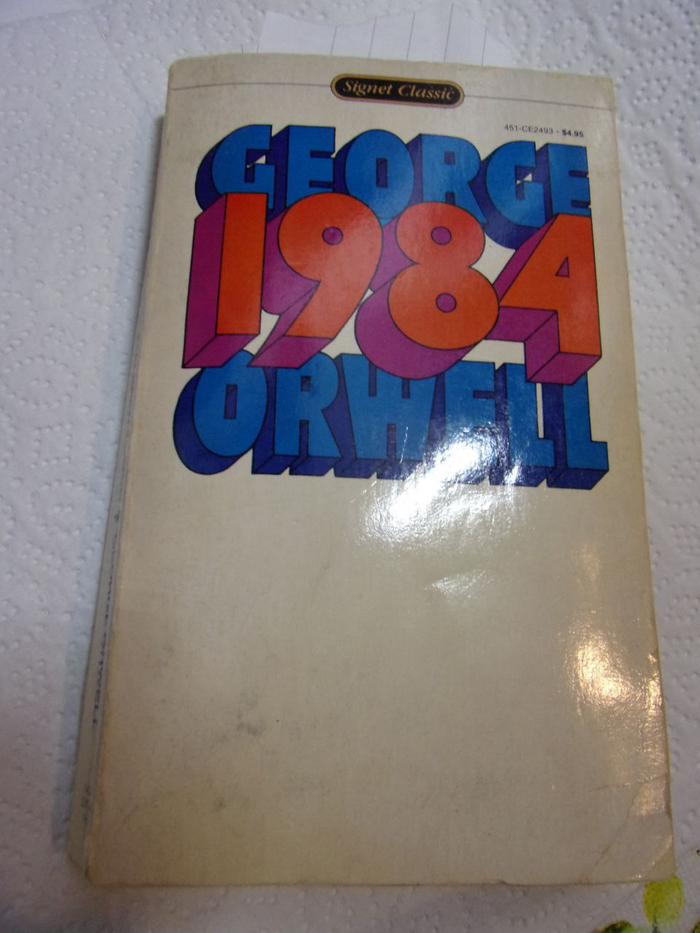 Signet Classic
451-CE2493 • $4.95
GEORGE
1984
ORWELL